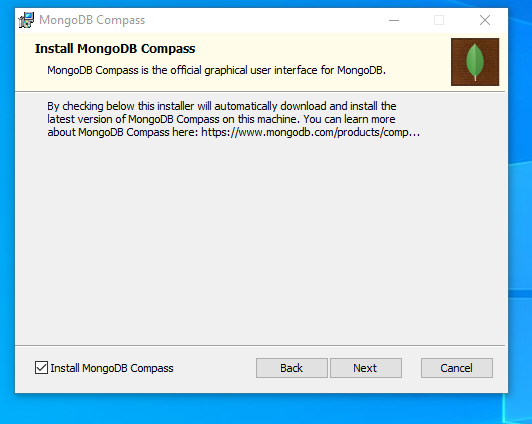 MongoDB Compass
Install MongoDB Compass
MongoDB Compass is the official graphical user interface for MongoDB.
By checking below this installer will automatically download and install the
latest version of MongoDB Compass on this machine. You can learn more
about MongoDB Compass here: https://www.mongodb.com/products/comp...
Install MongoDB Compass
Back
Next
Cancel